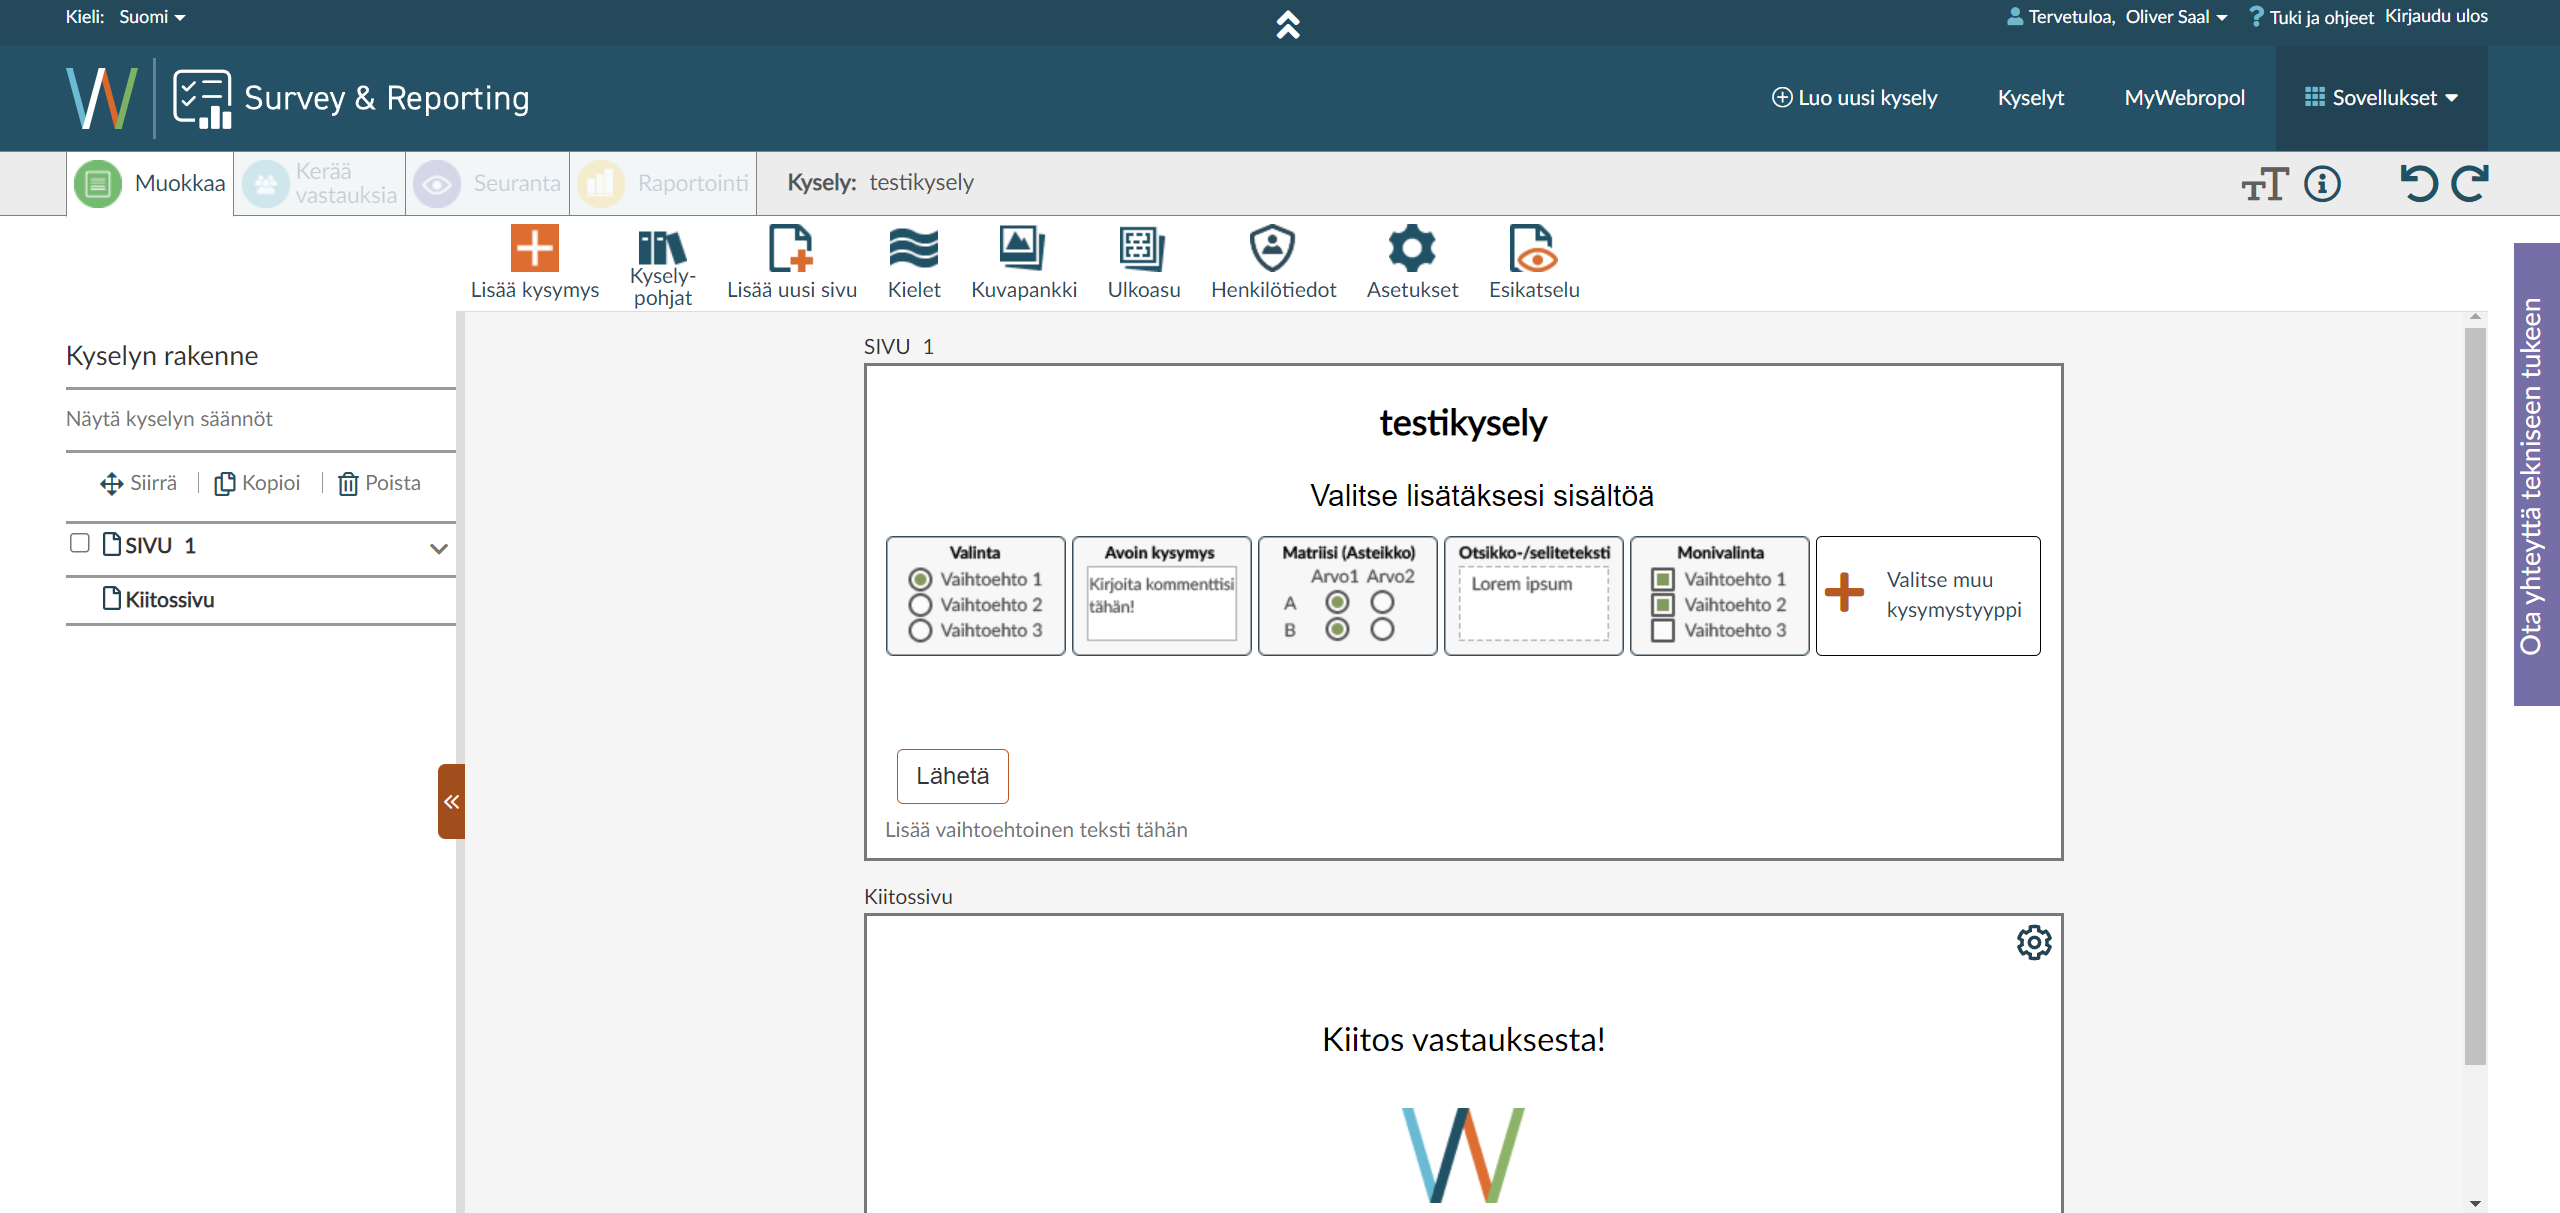 Kieli: Suomi
Tervetuloa, Oliver Saal
Tuki ja ohjeet
Kirjaudu ulos
Survey & Reporting
Luo uusi kysely
Kyselyt
MyWebropol
Sovellukset
Muokkaa
Kerää
vastauksia
Seuranta
Raportointi
Kysely: testikysely
Lisää kysymys
Kysely-
pohjat
Lisää uusi sivu
Kielet
Kuvapankki
Ulkoasu
Henkilötiedot
Asetukset
Esikatselu
Ota yhteyttä tekniseen tukeen
Kyselyn rakenne
Näytä kyselyn säännöt
Siirrä
Kopioi
Poista
SIVU 1
Kiitossivu
SIVU 1
testikysely
Valitse lisätäksesi sisältöä
Valinta
Vaihtoehto 1
Vaihtoehto 2
Vaihtoehto 3
Avoin kysymys
Kirjoita kommenttisi
tähän!
Matriisi (Asteikko)
Arvo1 Arvo2
A
B
Otsikko-/seliteteksti
Lorem ipsum
Monivalinta
Vaihtoehto 1
Vaihtoehto 2
Vaihtoehto 3
Valitse muu
kysymystyyppi
Lähetä
Lisää vaihtoehtoinen teksti tähän
Kiitossivu
Kiitos vastauksesta!